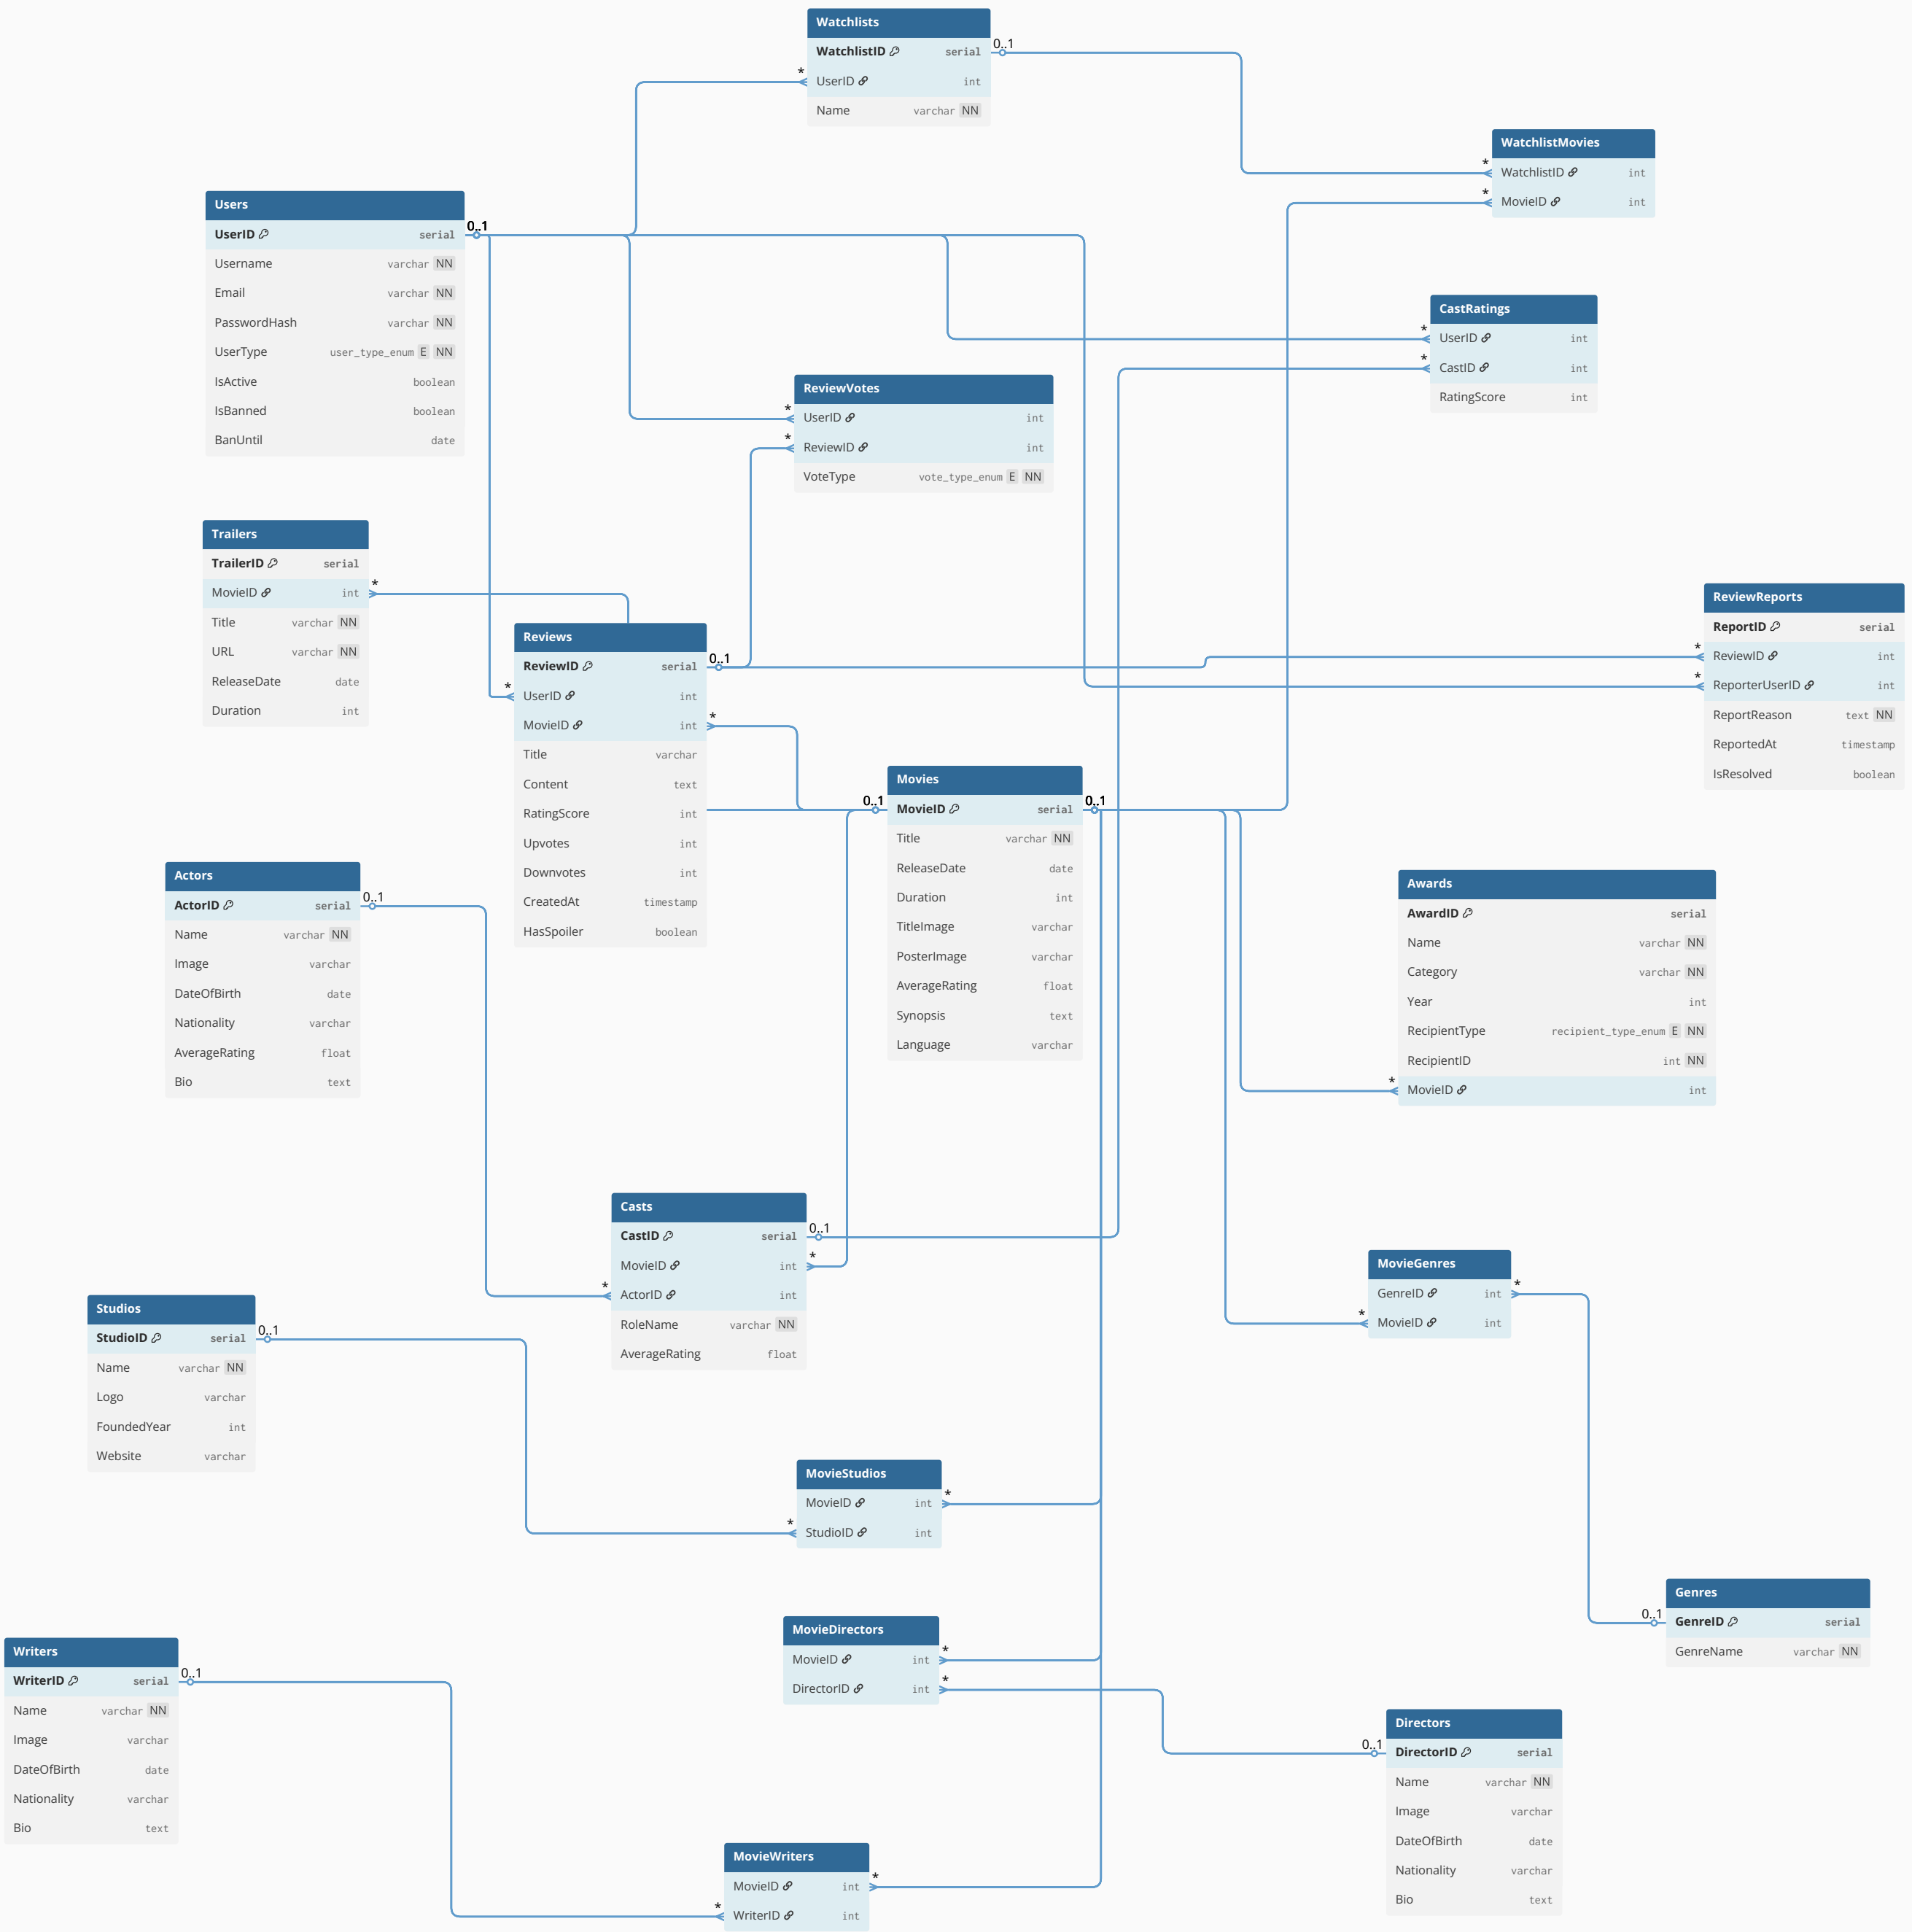 Watchlists
0..1
WatchlistID serial
*
UserID int
Name varchar NN
WatchlistMovies
*
WatchlistID int
*
MovieID int
Users
0..1
UserID serial
Username varchar NN
Email varchar NN
PasswordHash varchar NN
UserType user_type_enum E NN
IsActive boolean
IsBanned boolean
BanUntil date
CastRatings
*
UserID int
*
CastID int
RatingScore int
ReviewVotes
*
UserID int
*
ReviewID int
VoteType vote_type_enum E NN
Trailers
TrailerID serial
*
MovieID int
Title varchar NN
URL varchar NN
ReleaseDate date
Duration int
ReviewReports
ReportID serial
*
ReviewID int
*
ReporterUserID int
ReportReason text NN
ReportedAt timestamp
IsResolved boolean
Reviews
0..1
ReviewID serial
*
UserID int
*
MovieID int
Title varchar
Content text
RatingScore int
Upvotes int
Downvotes int
CreatedAt timestamp
HasSpoiler boolean
Movies
0..1 0..1
MovieID serial
Title varchar NN
ReleaseDate date
Duration int
TitleImage varchar
PosterImage varchar
AverageRating float
Synopsis text
Language varchar
Actors
0..1
ActorID serial
Name varchar NN
Image varchar
DateOfBirth date
Nationality varchar
AverageRating float
Bio text
Awards
AwardID serial
Name varchar NN
Category varchar NN
Year int
RecipientType recipient_type_enum E NN
RecipientID int NN
*
MovieID int
Casts
0..1
CastID serial
*
MovieID int
*
ActorID int
RoleName varchar NN
AverageRating float
MovieGenres
*
GenreID int
*
MovieID int
Studios
0..1
StudioID serial
Name varchar NN
Logo varchar
FoundedYear int
Website varchar
MovieStudios
*
MovieID int
*
StudioID int
Genres
0..1
GenreID serial
GenreName varchar NN
MovieDirectors
*
MovieID int
*
DirectorID int
Writers
0..1
WriterID serial
Name varchar NN
Image varchar
DateOfBirth date
Nationality varchar
Bio text
Directors
0..1
DirectorID serial
Name varchar NN
Image varchar
DateOfBirth date
Nationality varchar
Bio text
MovieWriters
*
MovieID int
*
WriterID int